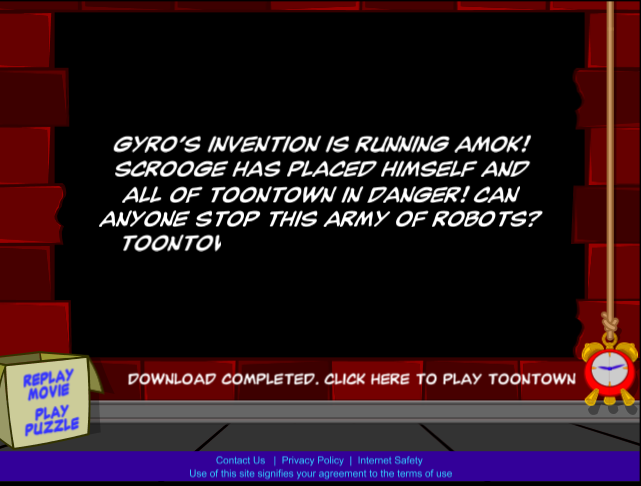 GYRO'S INVENTION IS RUNNING AMOK!
SCROOGE HAS PLACED HIMSELF AND
ALL OF TOONTOWN IN DANGER! CAN
ANYONE STOP THIS ARMY OF ROBOTS?
REPLAY
MOVIE
PLAY
PUZZLE
DOWNLOAD COMPLETED. CLICK HERE TO PLAY TOONTOWN
Contact Us | Privacy Policy | Internet Safety
Use of this site signifies your agreement to the terms of use